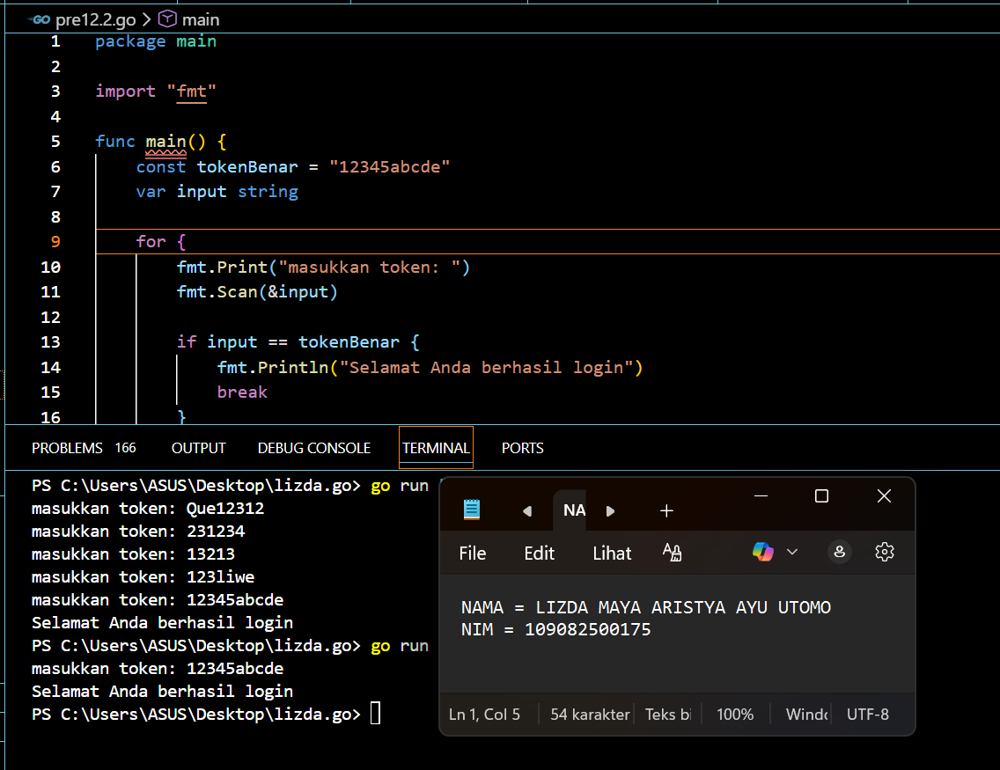 GO pre12.2.go > main
1 package main
2
3 import "fmt"
4
5 func main() {
6 const tokenBenar = "12345abcde"
7 var input string
8
9 for {
10 fmt.Print("masukkan token: ")
11 fmt.Scan(&input)
12
13 if input == tokenBenar {
14 fmt.Println("Selamat Anda berhasil login")
15 break
16 }
PROBLEMS 166 OUTPUT DEBUG CONSOLE TERMINAL PORTS
PS C:\Users\ASUS\Desktop\lizda.go> go run
masukkan token: Que12312
masukkan token: 231234
masukkan token: 13213
masukkan token: 123liwe
masukkan token: 12345abcde
Selamat Anda berhasil login
PS C:\Users\ASUS\Desktop\lizda.go> go run
masukkan token: 12345abcde
Selamat Anda berhasil login
PS C:\Users\ASUS\Desktop\lizda.go>
NA
File Edit Lihat
NAMA = LIZDA MAYA ARISTYA AYU UTOMO
NIM = 109082500175
Ln 1, Col 5 54 karakter Teks bi 100% Windo UTF-8